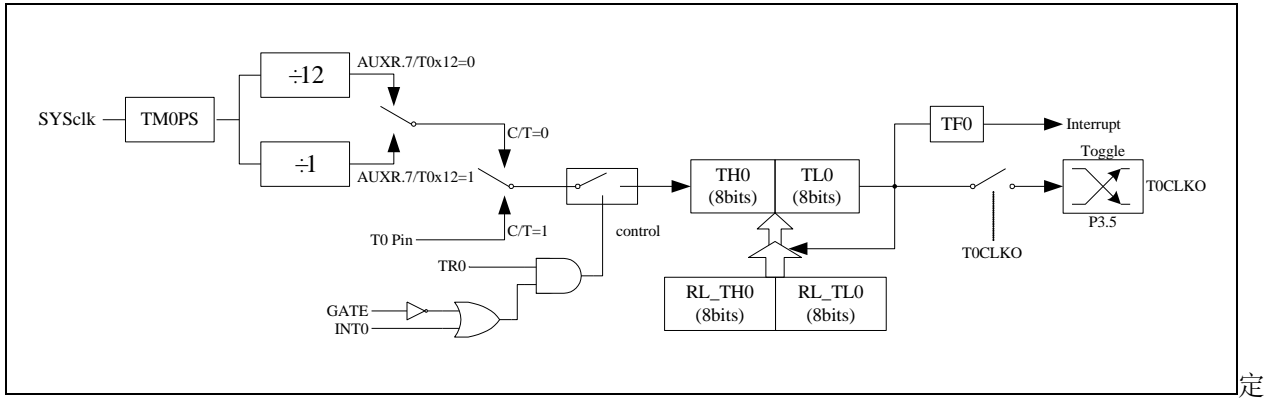 ÷12
AUXR.7/T0x12=0
SYSclk
TM0PS
÷1
AUXR.7/T0x12=1
C/T=0
T0 Pin
C/T=1
control
TR0
GATE
INT0
TH0
(8bits)
TL0
(8bits)
RL_TH0
(8bits)
RL_TL0
(8bits)
TF0
Interrupt
Toggle
T0CLKO
P3.5
T0CLKO
定